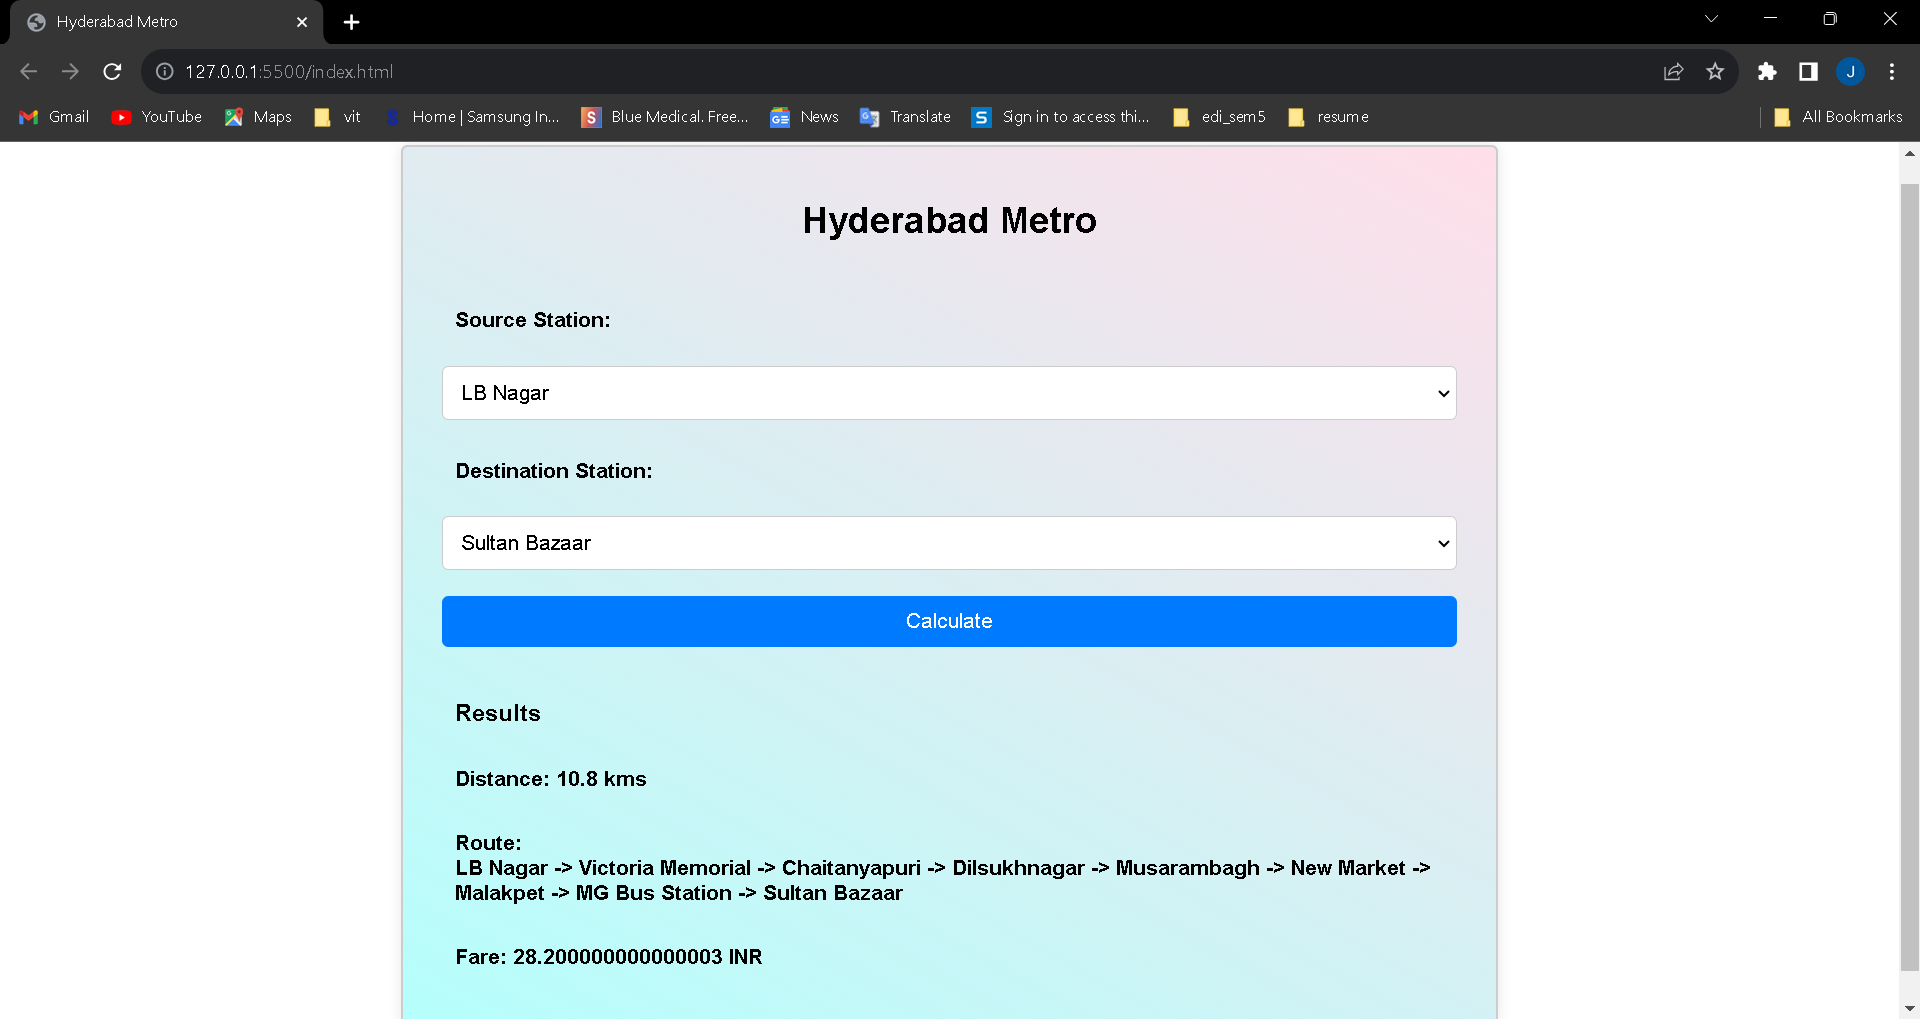 Hyderabad Metro
127.0.0.1:5500/index.html
J
Gmail YouTube Maps vit Home | Samsung In... Blue Medical. Free... News Translate Sign in to access thi... edi_sem5 resume All Bookmarks
Hyderabad Metro
Source Station:
LB Nagar
Destination Station:
Sultan Bazaar
Calculate
Results
Distance: 10.8 kms
Route:
LB Nagar -> Victoria Memorial -> Chaitanyapuri -> Dilsukhnagar -> Musarambagh -> New Market ->
Malakpet -> MG Bus Station -> Sultan Bazaar
Fare: 28.200000000000003 INR